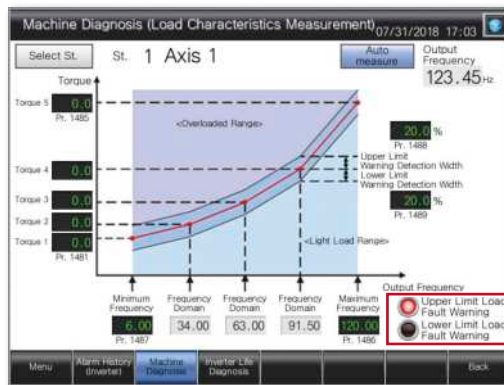 Machine Diagnosis (Load Characteristics Measurement)
07/31/2018 17:03
Select St.
St. 1 Axis 1
Auto
measure
Output
Frequency
123.45 Hz
Torque
Torque 5 0.0
Pr. 1485
<Overloaded Range>
20.0 %
Pr. 1488
Upper Limit
Warning Detection Width
Lower Limit
Warning Detection Width
Torque 4 0.0
20.0 %
Pr. 1489
Torque 3 0.0
Torque 2 0.0
Torque 1 0.0
Pr. 1481
<Light Load Range>
Output Frequency
Minimum
Frequency
Frequency
Domain
Frequency
Domain
Frequency
Domain
Maximum
Frequency
6.00 34.00 63.00 91.50 120.00
Pr. 1487
Pr. 1486
Upper Limit Load
Fault Warning
Lower Limit Load
Fault Warning
Menu
Alarm History
(Inverter)
Machine
Diagnosis
Inverter Life
Diagnosis
Back